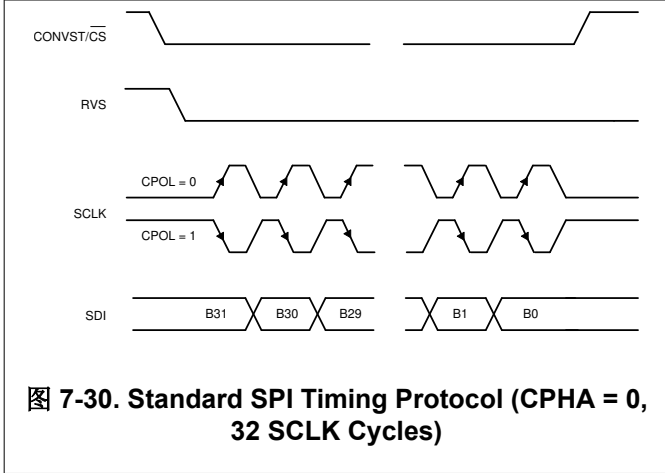 CONVST/CS
RVS
CPOL = 0
SCLK
CPOL = 1
SDI
B31
B30
B29
B1
B0
图 7-30. Standard SPI Timing Protocol (CPHA = 0,
32 SCLK Cycles)